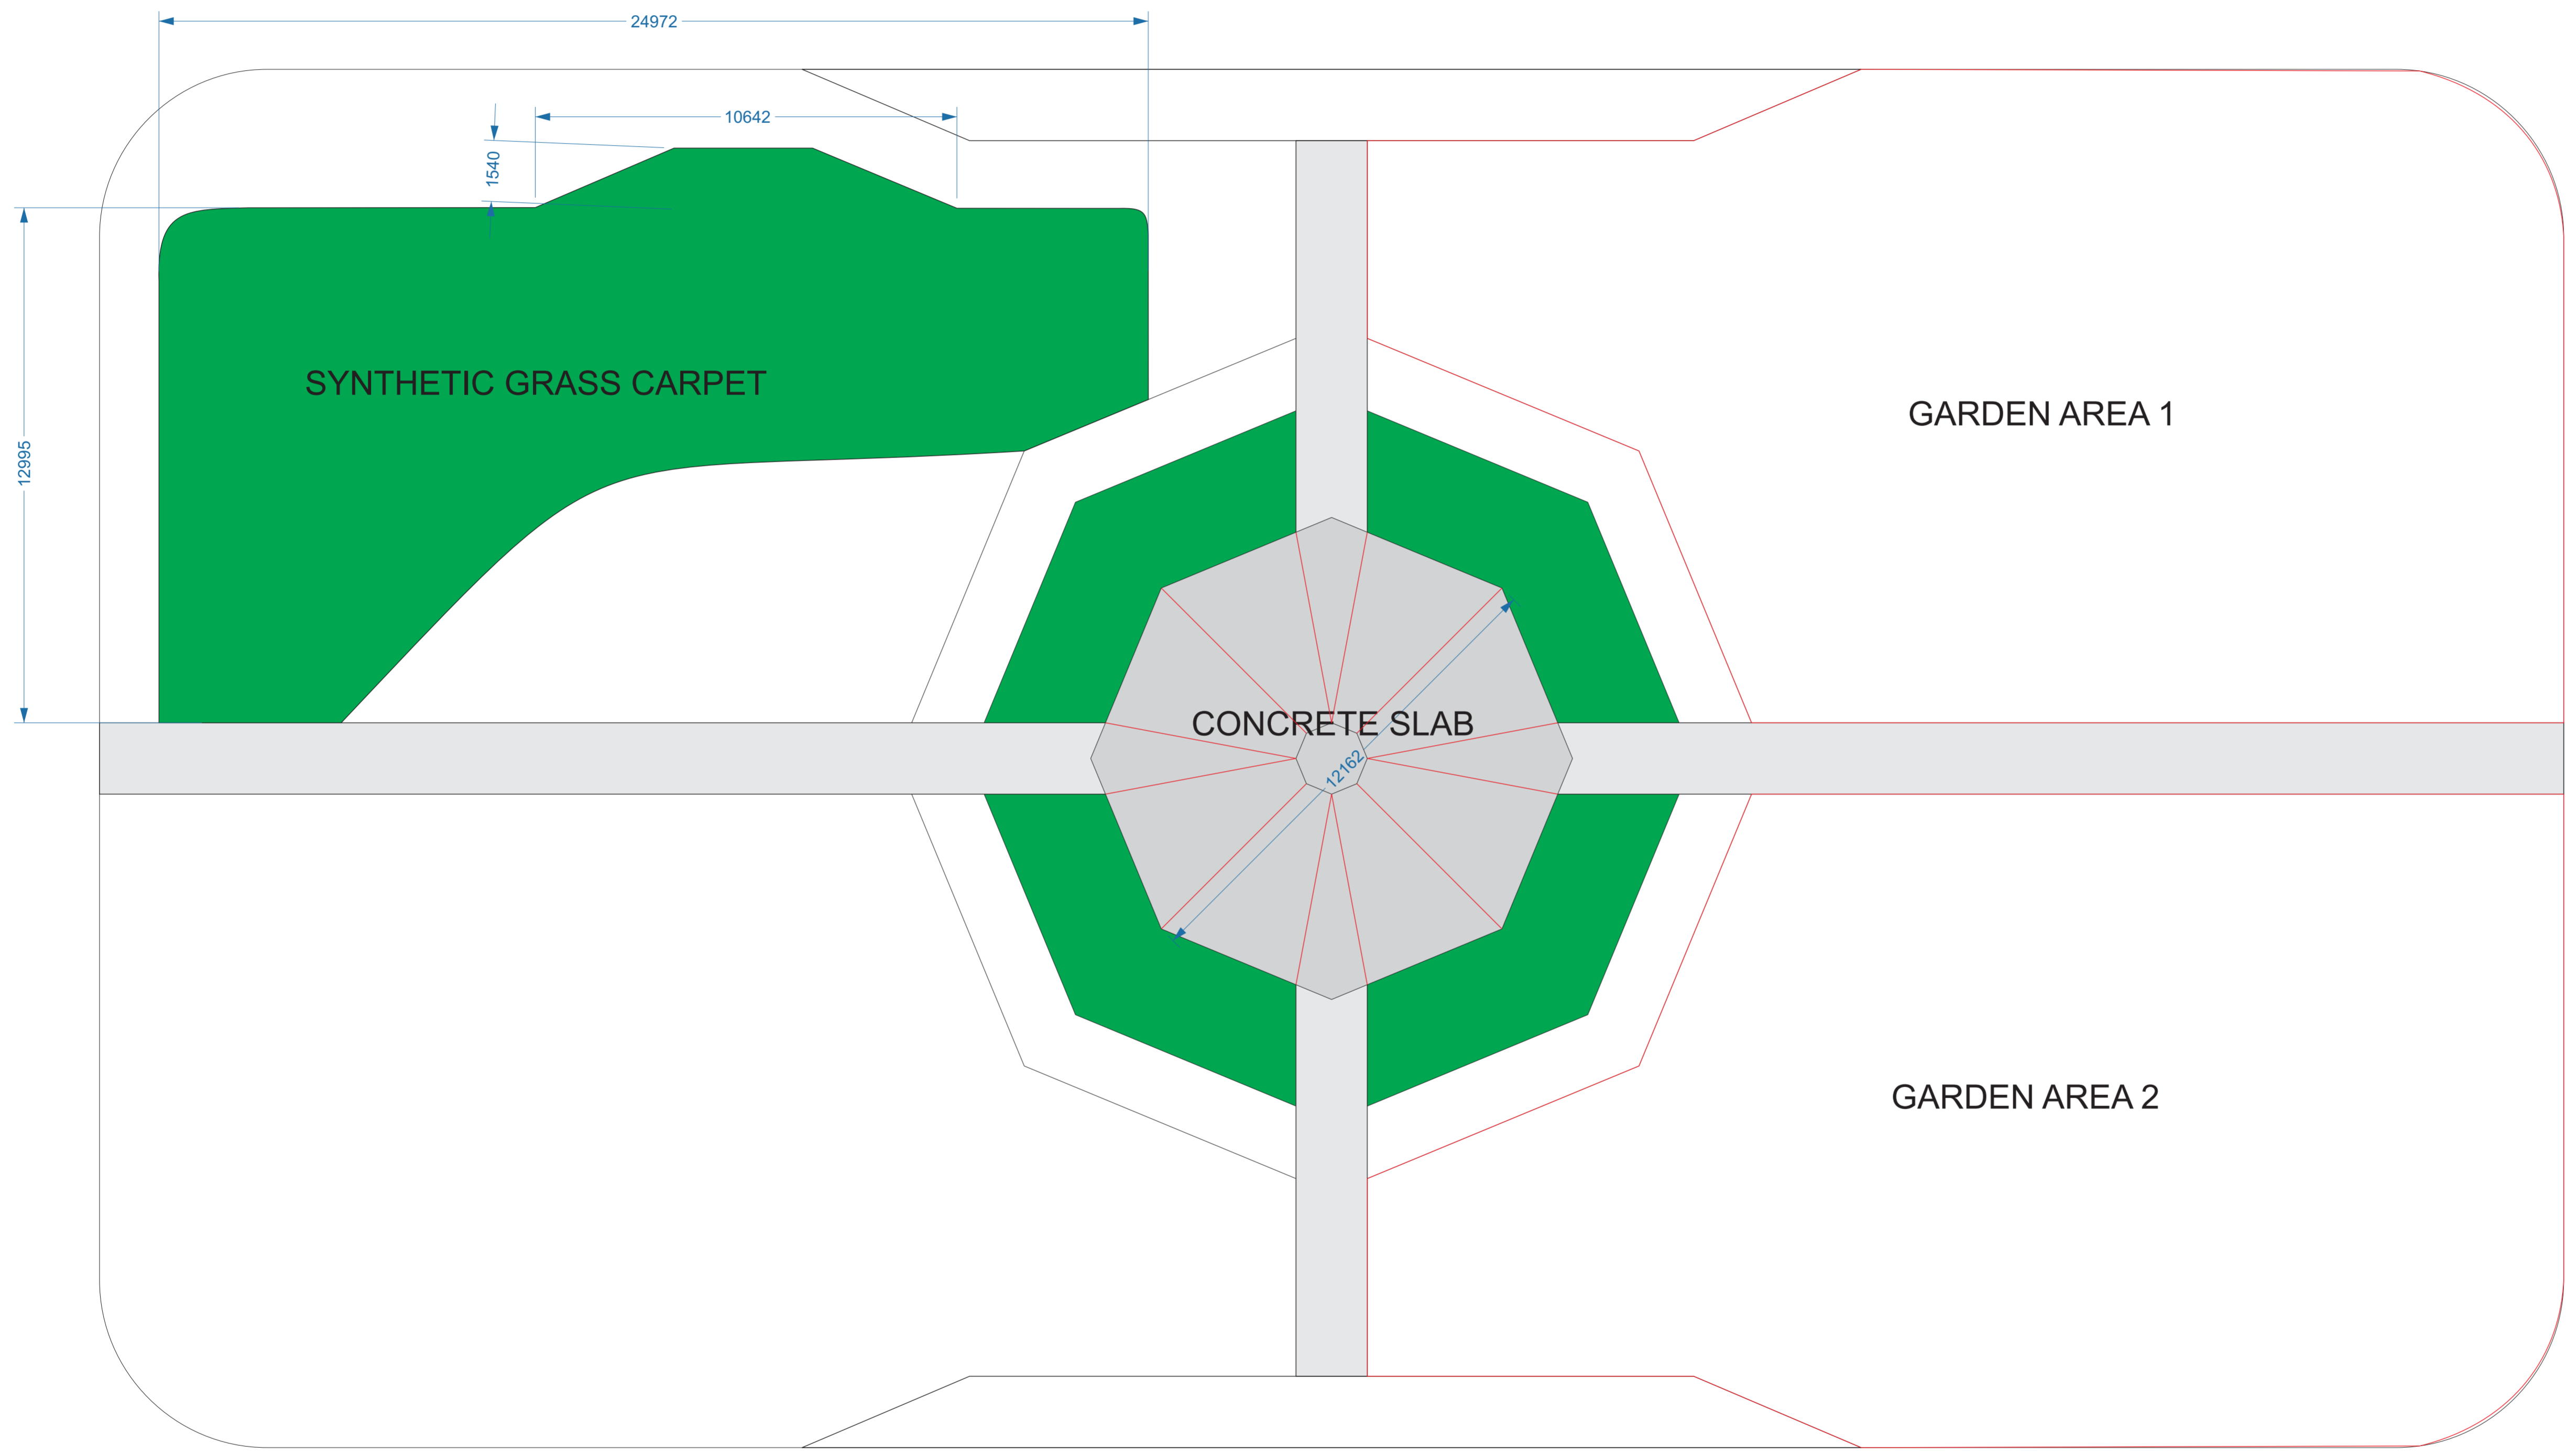 24972
10642
1540
SYNTHETIC GRASS CARPET
GARDEN AREA 1
12995
CONCRETE SLAB
12162
GARDEN AREA 2